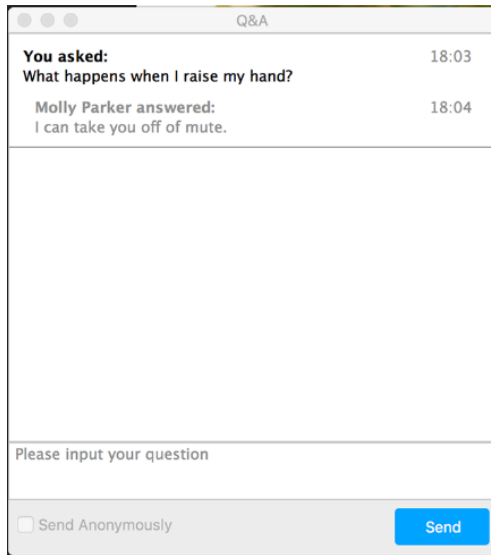 Q&A
You asked: 18:03
What happens when I raise my hand?
Molly Parker answered: 18:04
I can take you off of mute.
Please input your question
Send Anonymously
Send